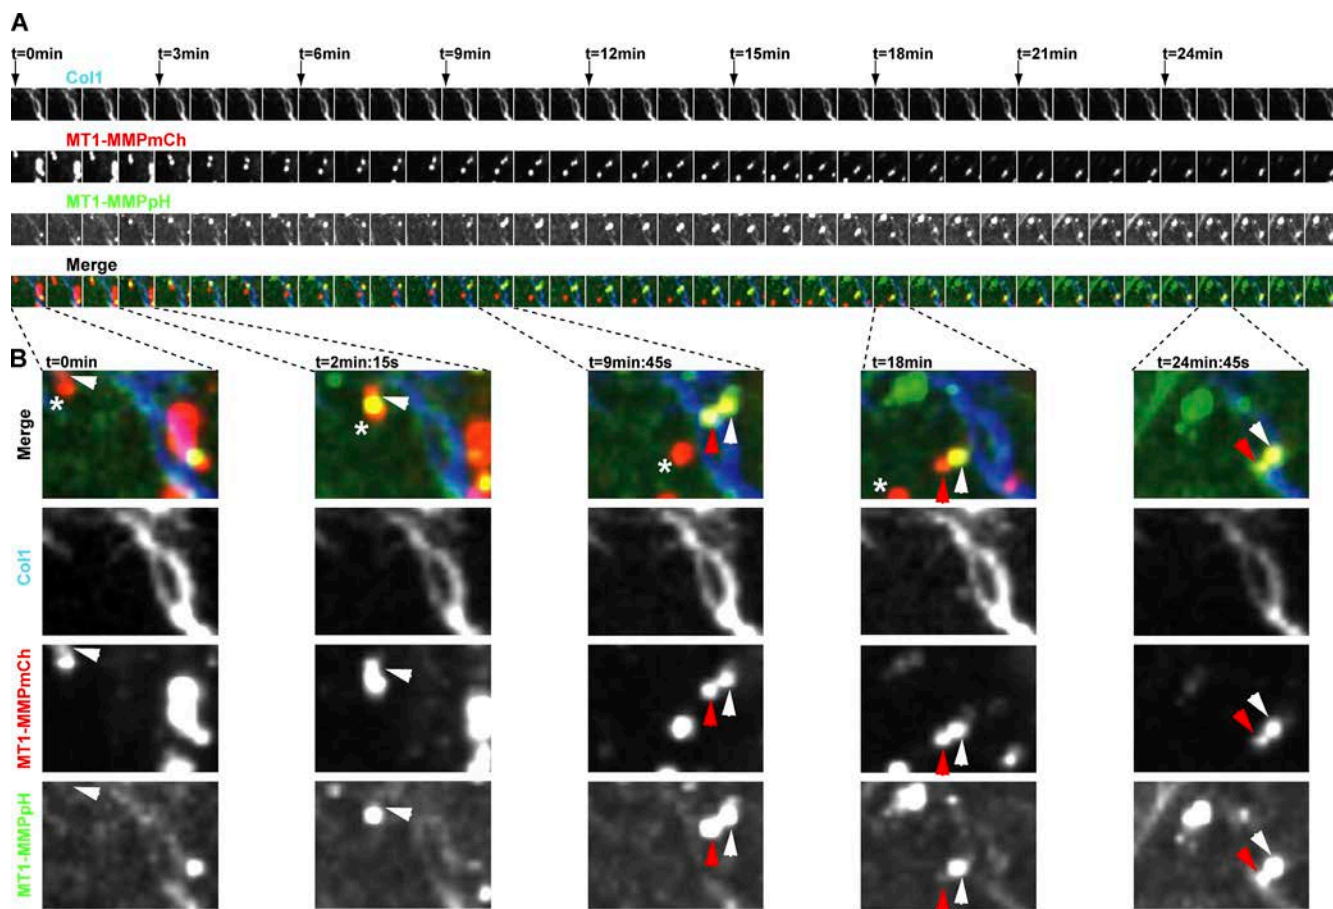 A
t=0min t=3min t=6min t=9min t=12min t=15min t=18min t=21min t=24min
Col1
MT1-MMPmCh
MT1-MMPpH
Merge
B
t=0min t=2min:15s t=9min:45s t=18min t=24min:45s
Merge
* * * *
Col1
MT1-MMPmCh
MT1-MMPpH